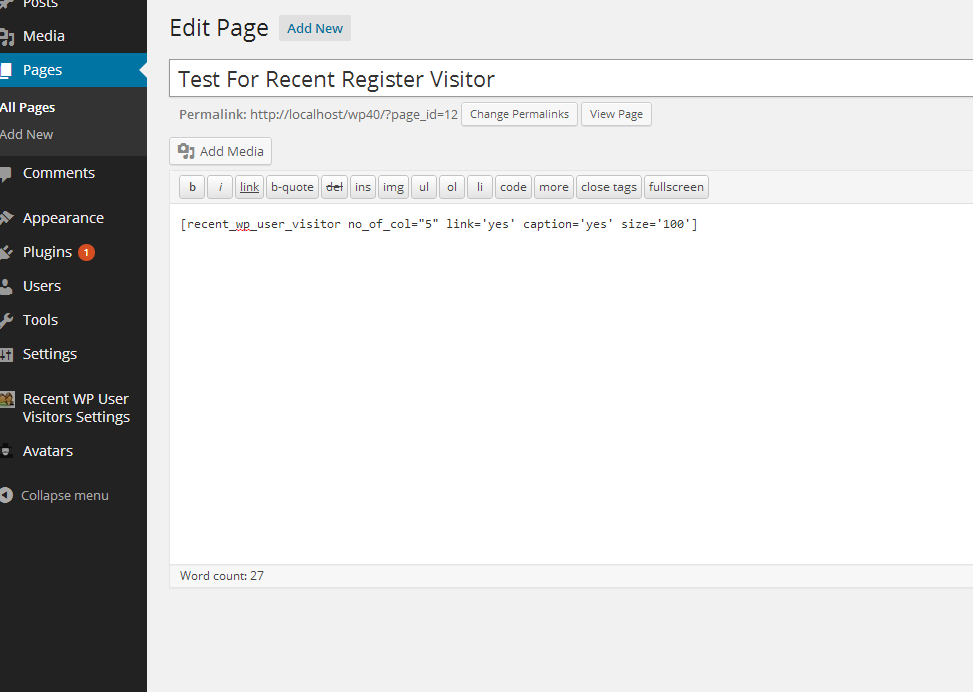 Posts
Media
Pages
All Pages
Add New
Comments
Appearance
Plugins 1
Users
Tools
Settings
Recent WP User
Visitors Settings
Avatars
Collapse menu
Edit Page Add New
Test For Recent Register Visitor
Permalink: http://localhost/wp40/?page_id=12 Change Permalinks View Page
Add Media
b i link b-quote del ins img ul ol li code more close tags fullscreen
[recent_wp_user_visitor no_of_col="5" link='yes' caption='yes' size='100']
Word count: 27